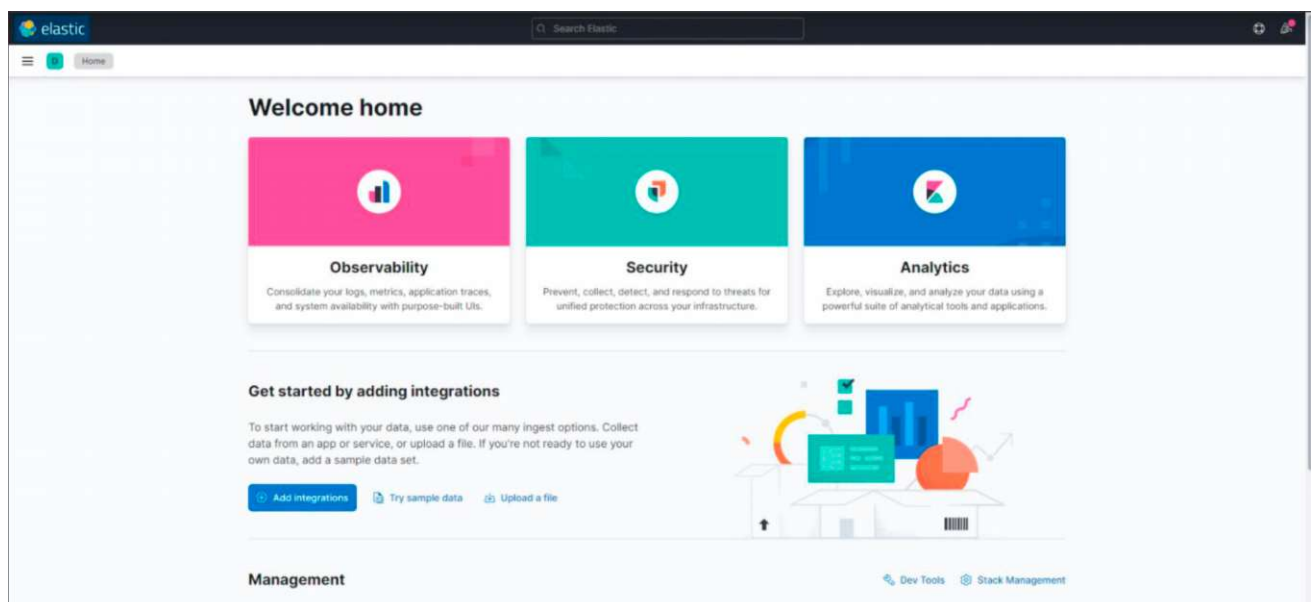 elastic
Search Elastic
D
Home
Welcome home
Observability
Consolidate your logs, metrics, application traces,
and system availability with purpose-built UIs.
Security
Prevent, collect, detect, and respond to threats for
unified protection across your infrastructure.
Analytics
Explore, visualize, and analyze your data using a
powerful suite of analytical tools and applications.
Get started by adding integrations
To start working with your data, use one of our many ingest options. Collect
data from an app or service, or upload a file. If you're not ready to use your
own data, add a sample data set.
Add integrations Try sample data Upload a file
Management
Dev Tools Stack Management